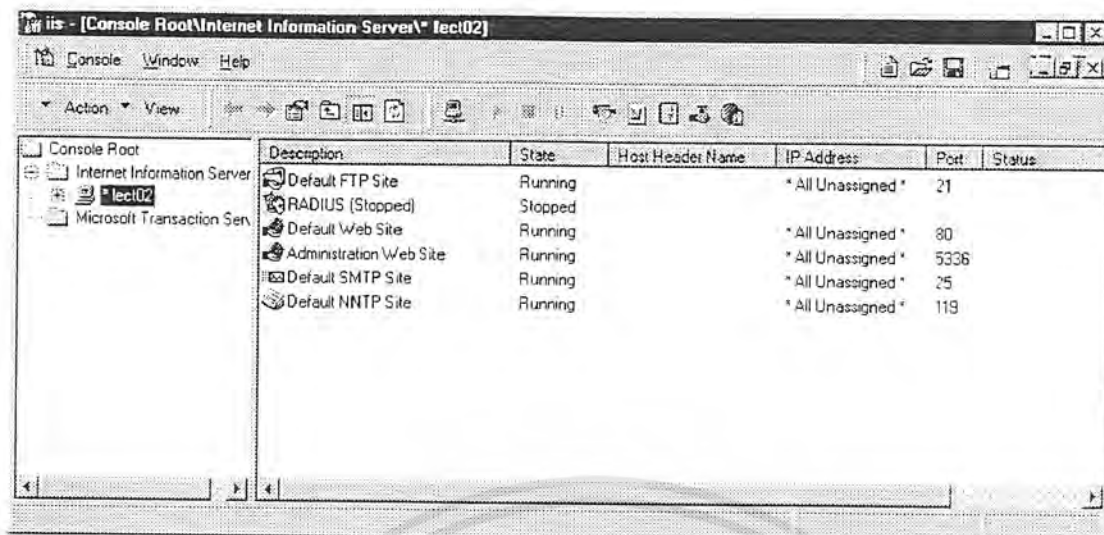 iis - [Console Root\Internet Information Server\* lect02]
Console Window Help
Action View
Console Root
Internet Information Server
* lect02
Microsoft Transaction Serv
Description State Host Header Name IP Address Port Status
Default FTP Site Running * All Unassigned * 21
RADIUS (Stopped) Stopped
Default Web Site Running * All Unassigned * 80
Administration Web Site Running * All Unassigned * 5336
Default SMTP Site Running * All Unassigned * 25
Default NNTP Site Running * All Unassigned * 119